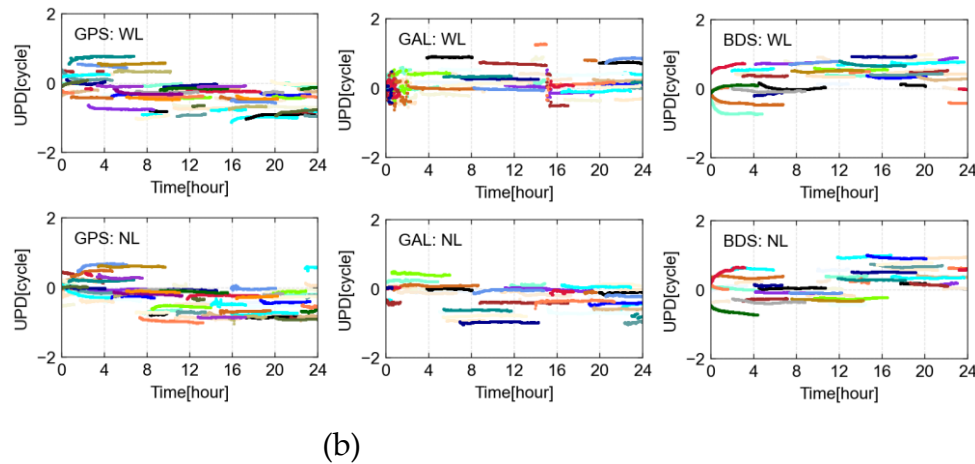 GPS: WL
UPD[cycle]
2
0
−2
0 4 8 12 16 20 24
Time[hour]
GAL: WL
UPD[cycle]
2
0
−2
0 4 8 12 16 20 24
Time[hour]
BDS: WL
UPD[cycle]
2
0
−2
0 4 8 12 16 20 24
Time[hour]
GPS: NL
UPD[cycle]
2
0
−2
0 4 8 12 16 20 24
Time[hour]
GAL: NL
UPD[cycle]
2
0
−2
0 4 8 12 16 20 24
Time[hour]
BDS: NL
UPD[cycle]
2
0
−2
0 4 8 12 16 20 24
Time[hour]
(b)